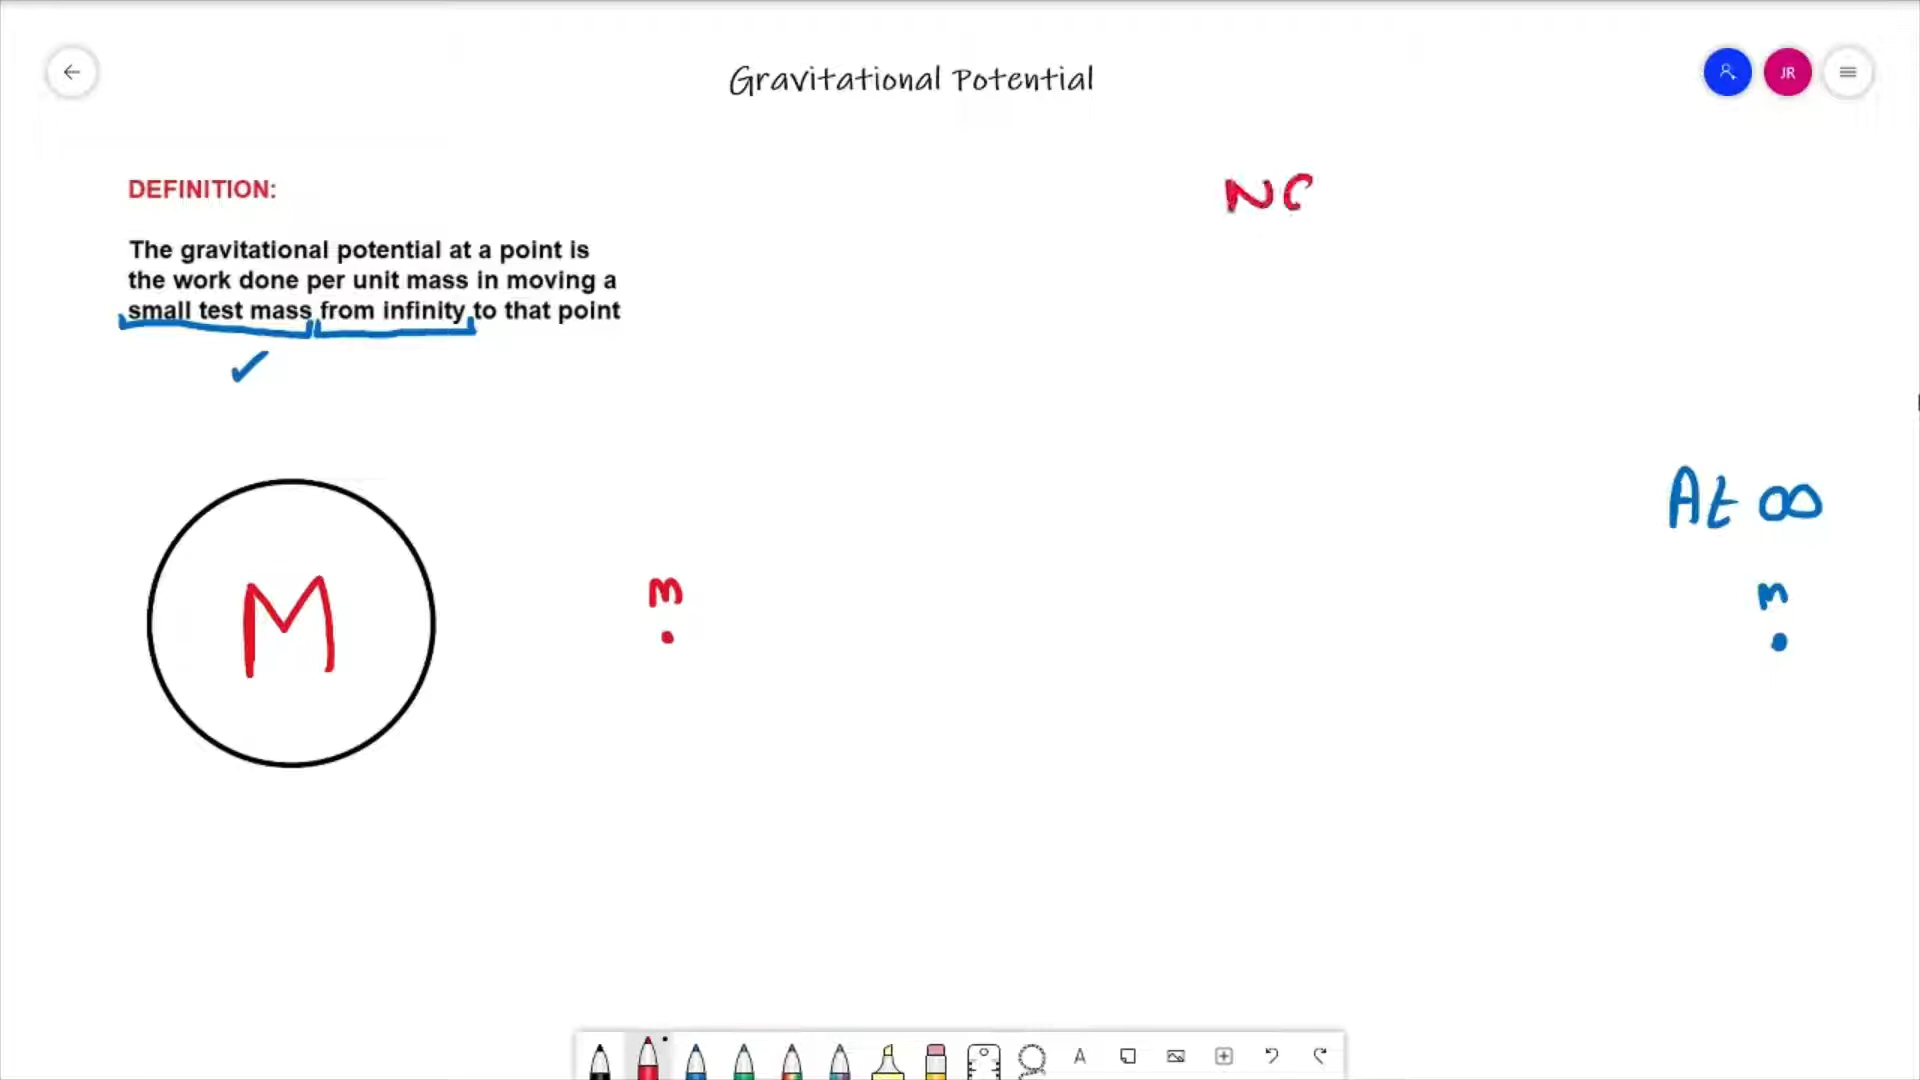 Gravitational Potential
JR
DEFINITION:
NC
The gravitational potential at a point is
the work done per unit mass in moving a
small test mass from infinity to that point
At ∞
M
m
m
A